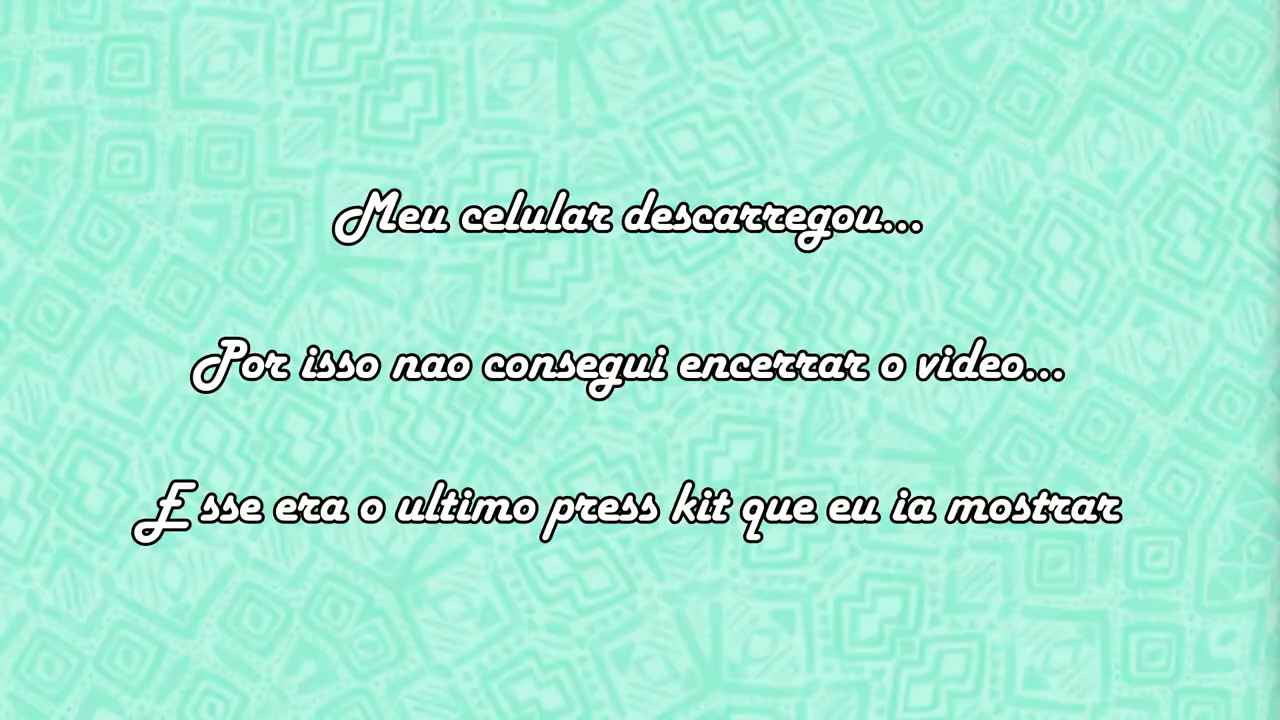 Meu celular descarregou...
Por isso nao consegui encerrar o video...
Esse era o ultimo press kit que eu ia mostrar